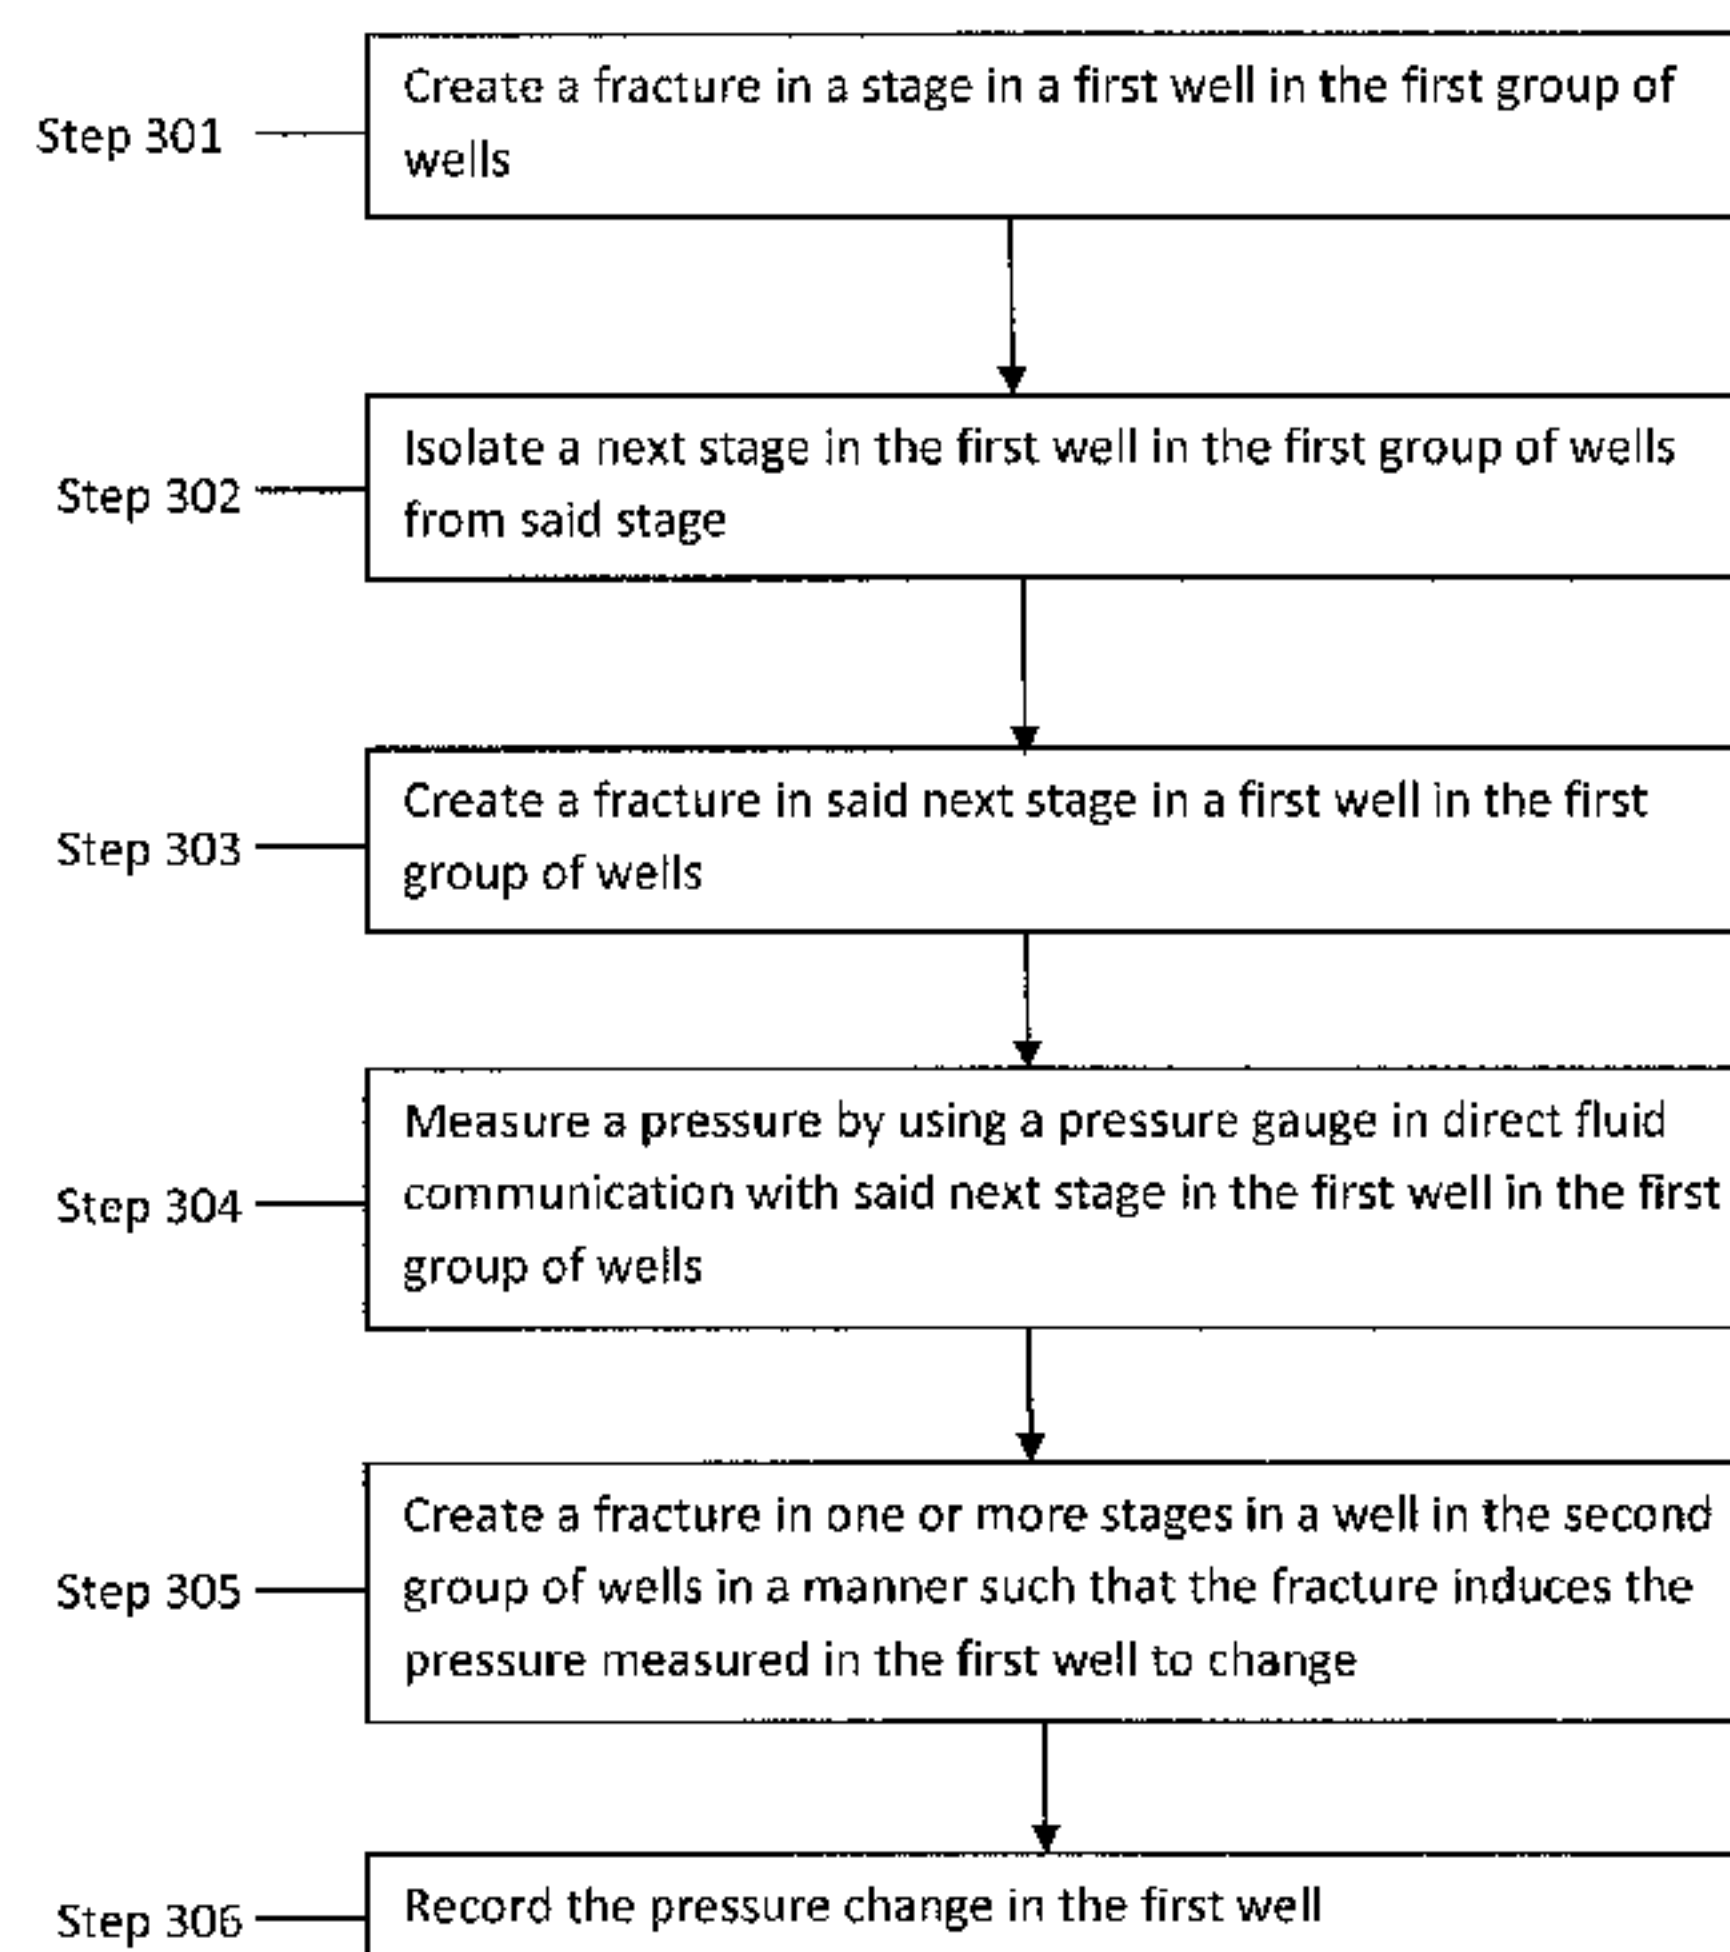 Create a fracture in a stage in a first well in the first group of
Step 301
wells
Isolate a next stage in the first well in the first group of wells
Step 302
from said stage
Create a fracture in said next stage in a first well in the first
Step 303
group of wells
Measure a pressure by using a pressure gauge in direct fluid
communication with said next stage in the first well in the first
Step 304
group of wells
Create a fracture in one or more stages in a well in the second
group of wells in a manner such that the fracture induces the
Step 305
pressure measured in the first well to change
Record the pressure change in the first well
Step 306